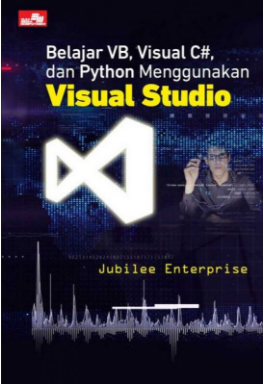 Belajar VB, Visual C#,
dan Python Menggunakan
Visual Studio
Jubilee Enterprise